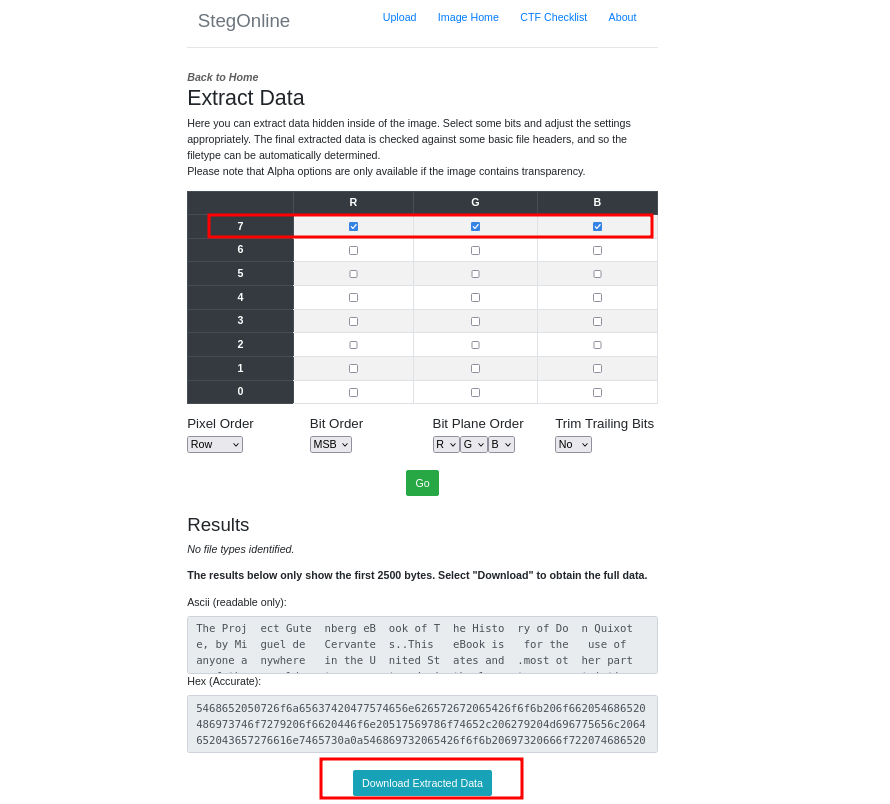 StegOnline
Upload Image Home CTF Checklist About
Back to Home
Extract Data
Here you can extract data hidden inside of the image. Select some bits and adjust the settings
appropriately. The final extracted data is checked against some basic file headers, and so the
filetype can be automatically determined.
Please note that Alpha options are only available if the image contains transparency.
R G B
7
6
5
4
3
2
1
0
Pixel Order Bit Order Bit Plane Order Trim Trailing Bits
Row MSB R G B No
Go
Results
No file types identified.
The results below only show the first 2500 bytes. Select "Download" to obtain the full data.
Ascii (readable only):
The Proj ect Gute nberg eB ook of T he Histo ry of Do n Quixot
e, by Mi guel de Cervante s..This eBook is for the use of
anyone a nywhere in the U nited St ates and .most ot her part
Hex (Accurate):
5468652050726f6a65637420477574656e626572672065426f6f6b206f662054686520
486973746f7279206f6620446f6e20517569786f74652c206279204d696775656c2064
652043657276616e7465730a0a546869732065426f6f6b20697320666f722074686520
Download Extracted Data